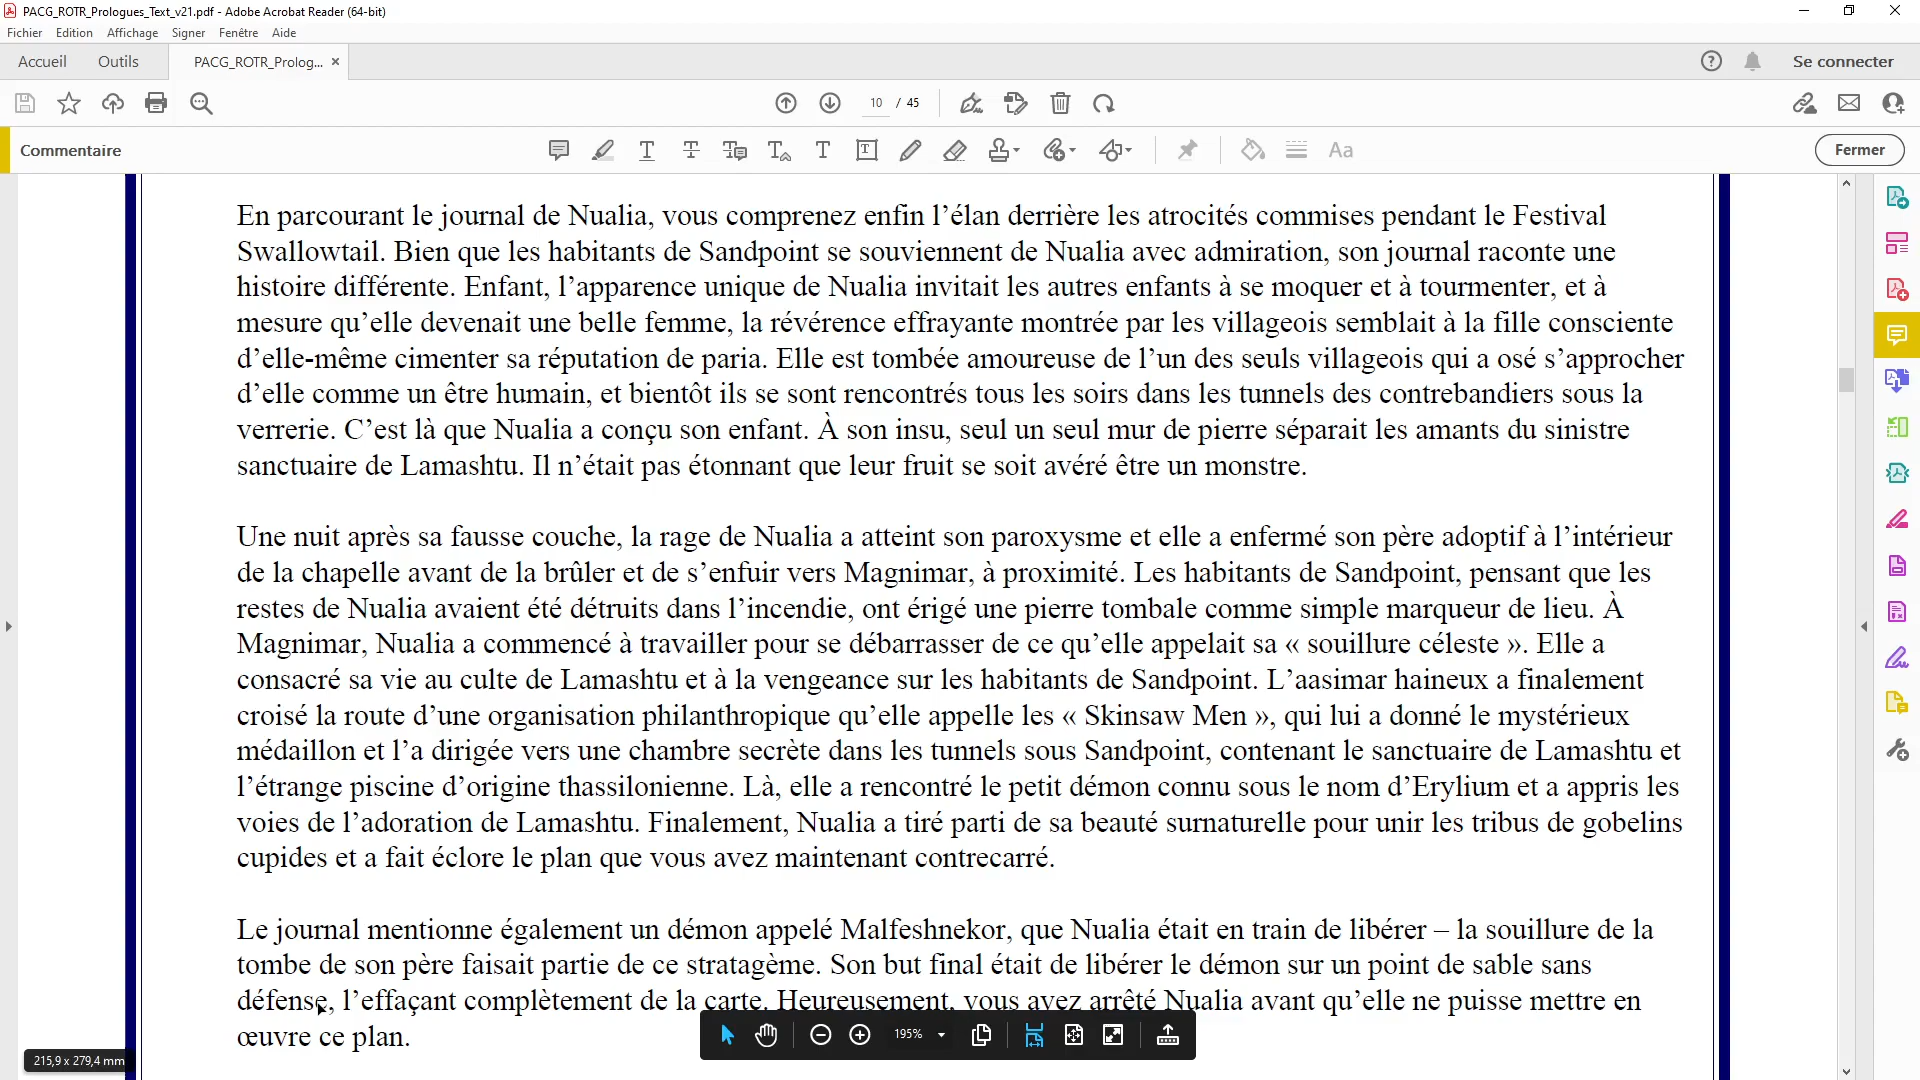 PACG_ROTR_Prologues_Text_v21.pdf - Adobe Acrobat Reader (64-bit)
Fichier Edition Affichage Signer Fenêtre Aide
Accueil Outils PACG_ROTR_Prolog... × Se connecter
10 / 45
Commentaire Aa Fermer
En parcourant le journal de Nualia, vous comprenez enfin l’élan derrière les atrocités commises pendant le Festival
Swallowtail. Bien que les habitants de Sandpoint se souviennent de Nualia avec admiration, son journal raconte une
histoire différente. Enfant, l’apparence unique de Nualia invitait les autres enfants à se moquer et à tourmenter, et à
mesure qu’elle devenait une belle femme, la révérence effrayante montrée par les villageois semblait à la fille consciente
d’elle-même cimenter sa réputation de paria. Elle est tombée amoureuse de l’un des seuls villageois qui a osé s’approcher
d’elle comme un être humain, et bientôt ils se sont rencontrés tous les soirs dans les tunnels des contrebandiers sous la
verrerie. C’est là que Nualia a conçu son enfant. À son insu, seul un seul mur de pierre séparait les amants du sinistre
sanctuaire de Lamashtu. Il n’était pas étonnant que leur fruit se soit avéré être un monstre.
Une nuit après sa fausse couche, la rage de Nualia a atteint son paroxysme et elle a enfermé son père adoptif à l’intérieur
de la chapelle avant de la brûler et de s’enfuir vers Magnimar, à proximité. Les habitants de Sandpoint, pensant que les
restes de Nualia avaient été détruits dans l’incendie, ont érigé une pierre tombale comme simple marqueur de lieu. À
Magnimar, Nualia a commencé à travailler pour se débarrasser de ce qu’elle appelait sa « souillure céleste ». Elle a
consacré sa vie au culte de Lamashtu et à la vengeance sur les habitants de Sandpoint. L’aasimar haineux a finalement
croisé la route d’une organisation philanthropique qu’elle appelle les « Skinsaw Men », qui lui a donné le mystérieux
médaillon et l’a dirigée vers une chambre secrète dans les tunnels sous Sandpoint, contenant le sanctuaire de Lamashtu et
l’étrange piscine d’origine thassilonienne. Là, elle a rencontré le petit démon connu sous le nom d’Erylium et a appris les
voies de l’adoration de Lamashtu. Finalement, Nualia a tiré parti de sa beauté surnaturelle pour unir les tribus de gobelins
cupides et a fait éclore le plan que vous avez maintenant contrecarré.
Le journal mentionne également un démon appelé Malfeshnekor, que Nualia était en train de libérer – la souillure de la
tombe de son père faisait partie de ce stratagème. Son but final était de libérer le démon sur un point de sable sans
défense, l’effaçant complètement de la carte. Heureusement, vous avez arrêté Nualia avant qu’elle ne puisse mettre en
œuvre ce plan.
195%
215,9 x 279,4 mm